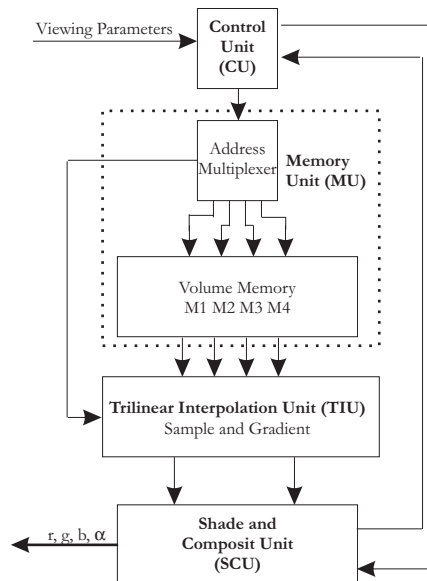 Viewing Parameters
Control
Unit
(CU)
Address
Multiplexer
Memory
Unit (MU)
Volume Memory
M1 M2 M3 M4
Trilinear Interpolation Unit (TIU)
Sample and Gradient
r, g, b, α
Shade and
Composit Unit
(SCU)